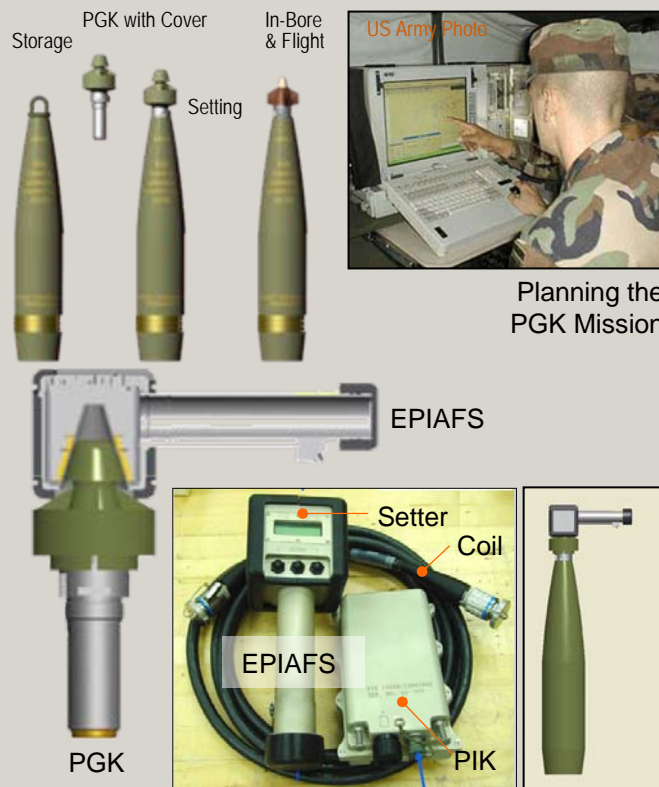 PGK with Cover
Storage
In-Bore
& Flight
Setting
US Army Photo
Planning the
PGK Mission
EPIAFS
Setter
Coil
EPIAFS
PIK
PGK